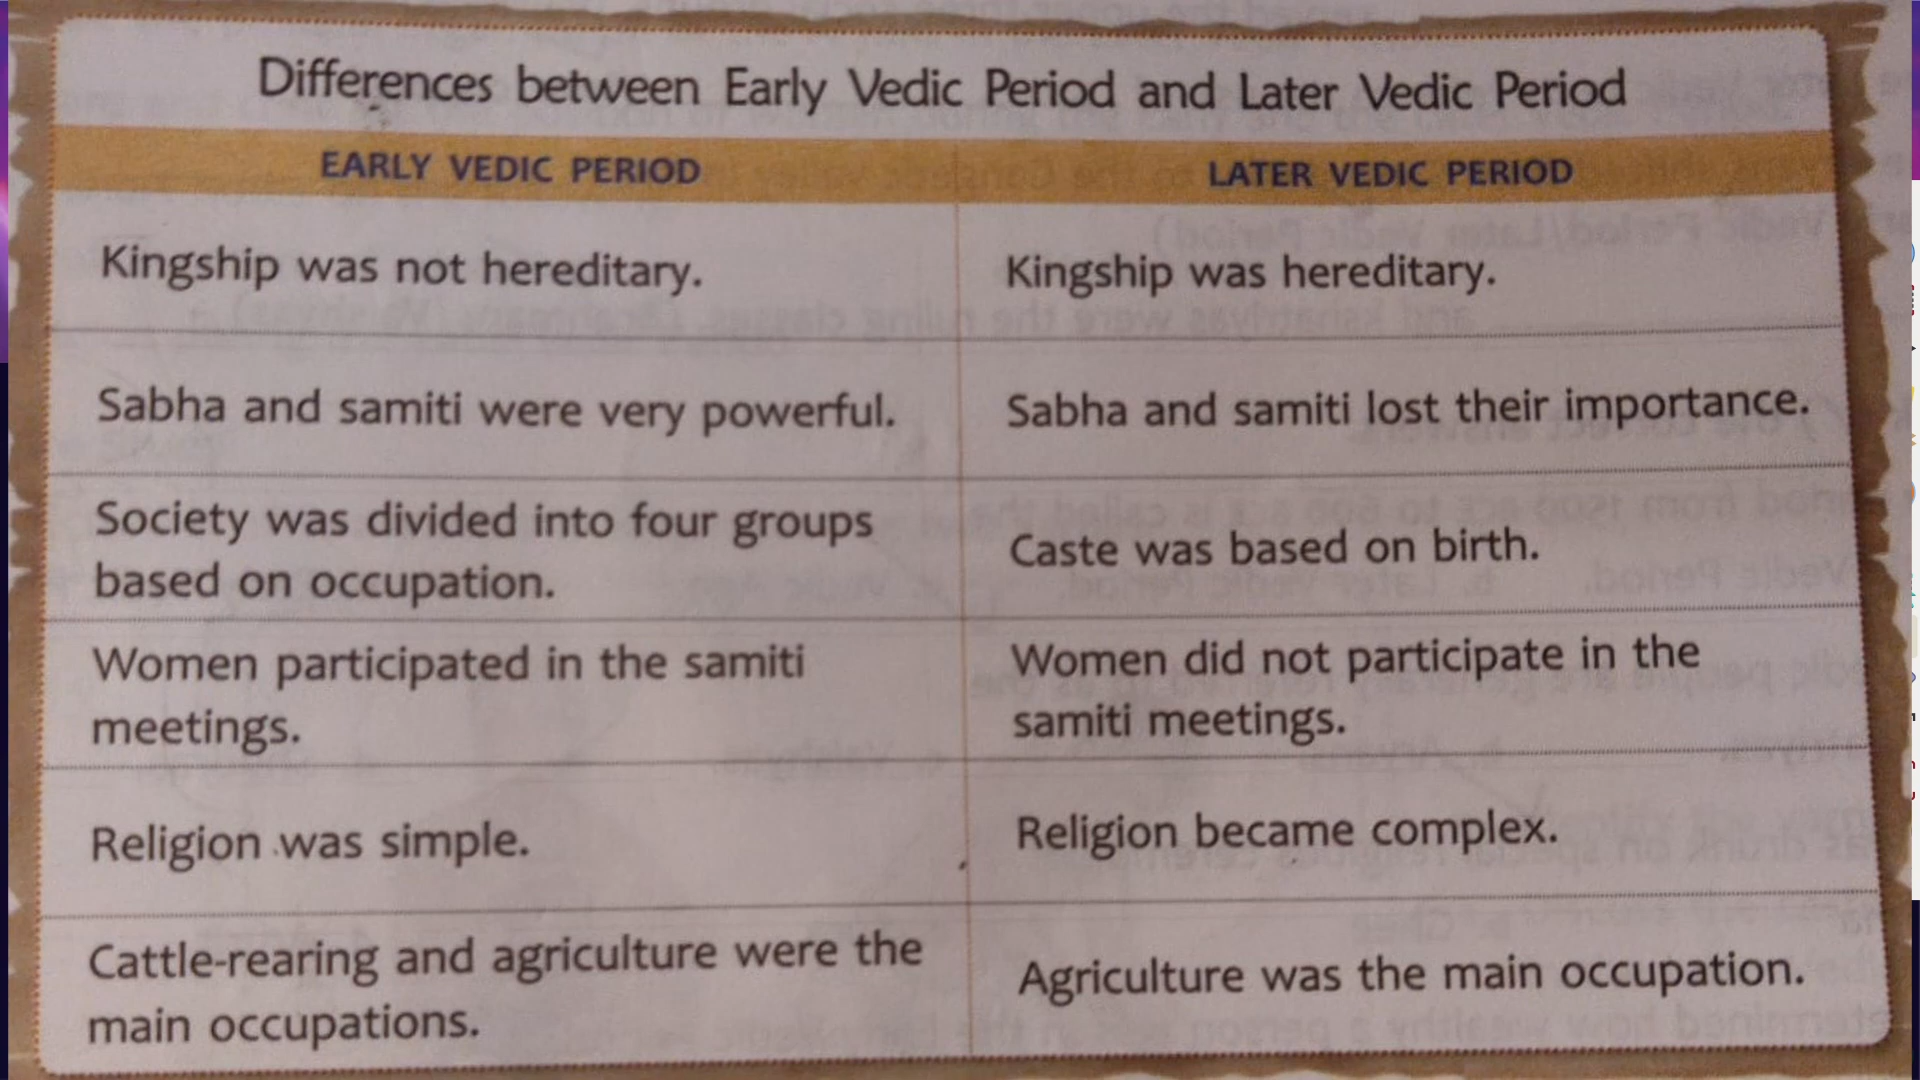 Differences between Early Vedic Period and Later Vedic Period
EARLY VEDIC PERIOD
LATER VEDIC PERIOD
Kingship was not hereditary.
Kingship was hereditary.
Sabha and samiti were very powerful.
Sabha and samiti lost their importance.
Society was divided into four groups
based on occupation.
Caste was based on birth.
Women participated in the samiti
meetings.
Women did not participate in the
samiti meetings.
Religion was simple.
Religion became complex.
Cattle-rearing and agriculture were the
main occupations.
Agriculture was the main occupation.